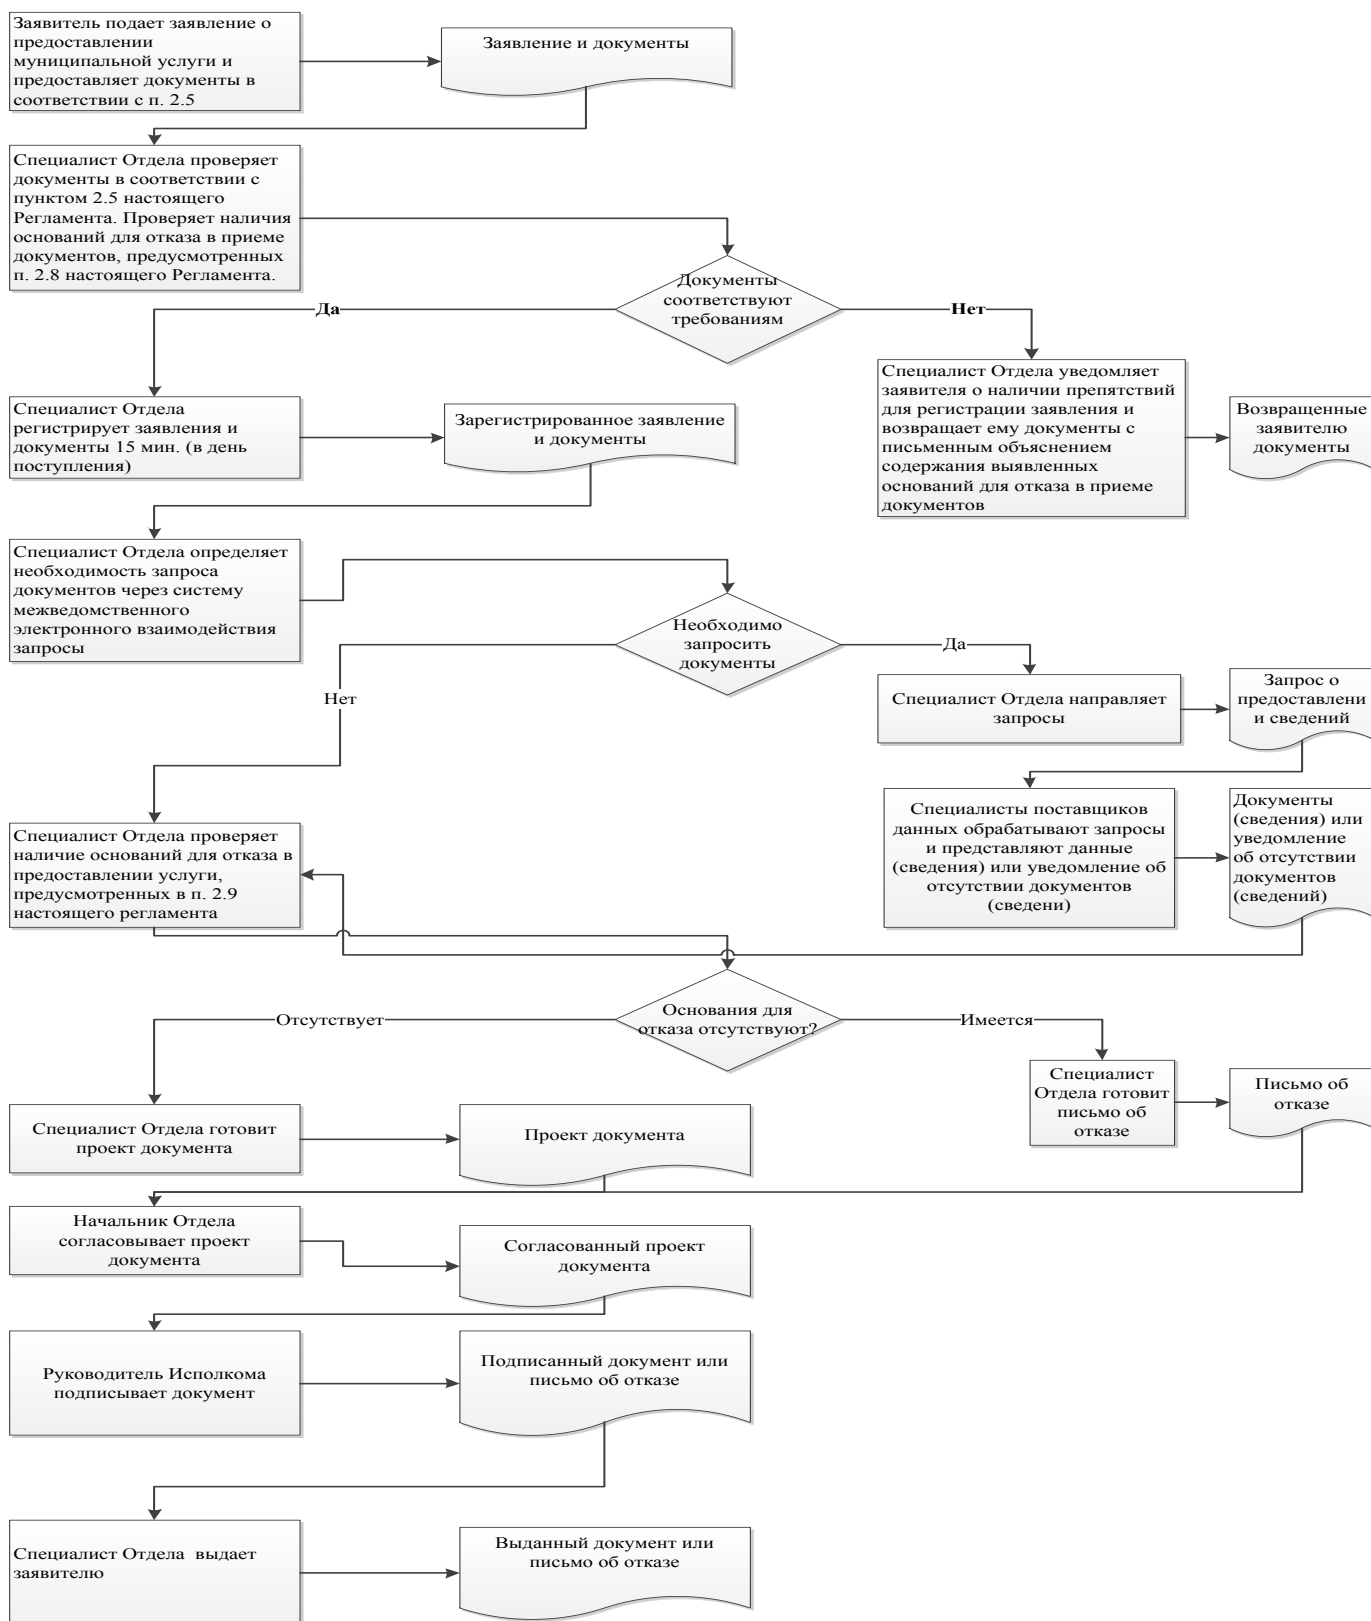 Заявитель подает заявление о
предоставлении
муниципальной услуги и
предоставляет документы в
соответствии с п. 2.5
Заявление и документы
Специалист Отдела проверяет
документы в соответствии с
пунктом 2.5 настоящего
Регламента. Проверяет наличия
оснований для отказа в приеме
документов, предусмотренных
п. 2.8 настоящего Регламента.
Документы
соответствуют
требованиям
Да
Нет
Специалист Отдела
регистрирует заявления и
документы 15 мин. (в день
поступления)
Зарегистрированное заявление
и документы
Специалист Отдела уведомляет
заявителя о наличии препятствий
для регистрации заявления и
возвращает ему документы с
письменным объяснением
содержания выявленных
оснований для отказа в приеме
документов
Возвращенные
заявителю
документы
Специалист Отдела определяет
необходимость запроса
документов через систему
межведомственного
электронного взаимодействия
запросы
Необходимо
запросить
документы
Да
Нет
Специалист Отдела направляет
запросы
Запрос о
предоставлени
и сведений
Специалисты поставщиков
данных обрабатывают запросы
и представляют данные
(сведения) или уведомление об
отсутствии документов
(сведени)
Документы
(сведения) или
уведомление
об отсутствии
документов
(сведений)
Специалист Отдела проверяет
наличие оснований для отказа в
предоставлении услуги,
предусмотренных в п. 2.9
настоящего регламента
Основания для
отказа отсутствуют?
Отсутствует
Имеется
Специалист
Отдела готовит
письмо об
отказе
Письмо об
отказе
Специалист Отдела готовит
проект документа
Проект документа
Начальник Отдела
согласовывает проект
документа
Согласованный проект
документа
Руководитель Исполкома
подписывает документ
Подписанный документ или
письмо об отказе
Специалист Отдела  выдает
заявителю
Выданный документ или
письмо об отказе